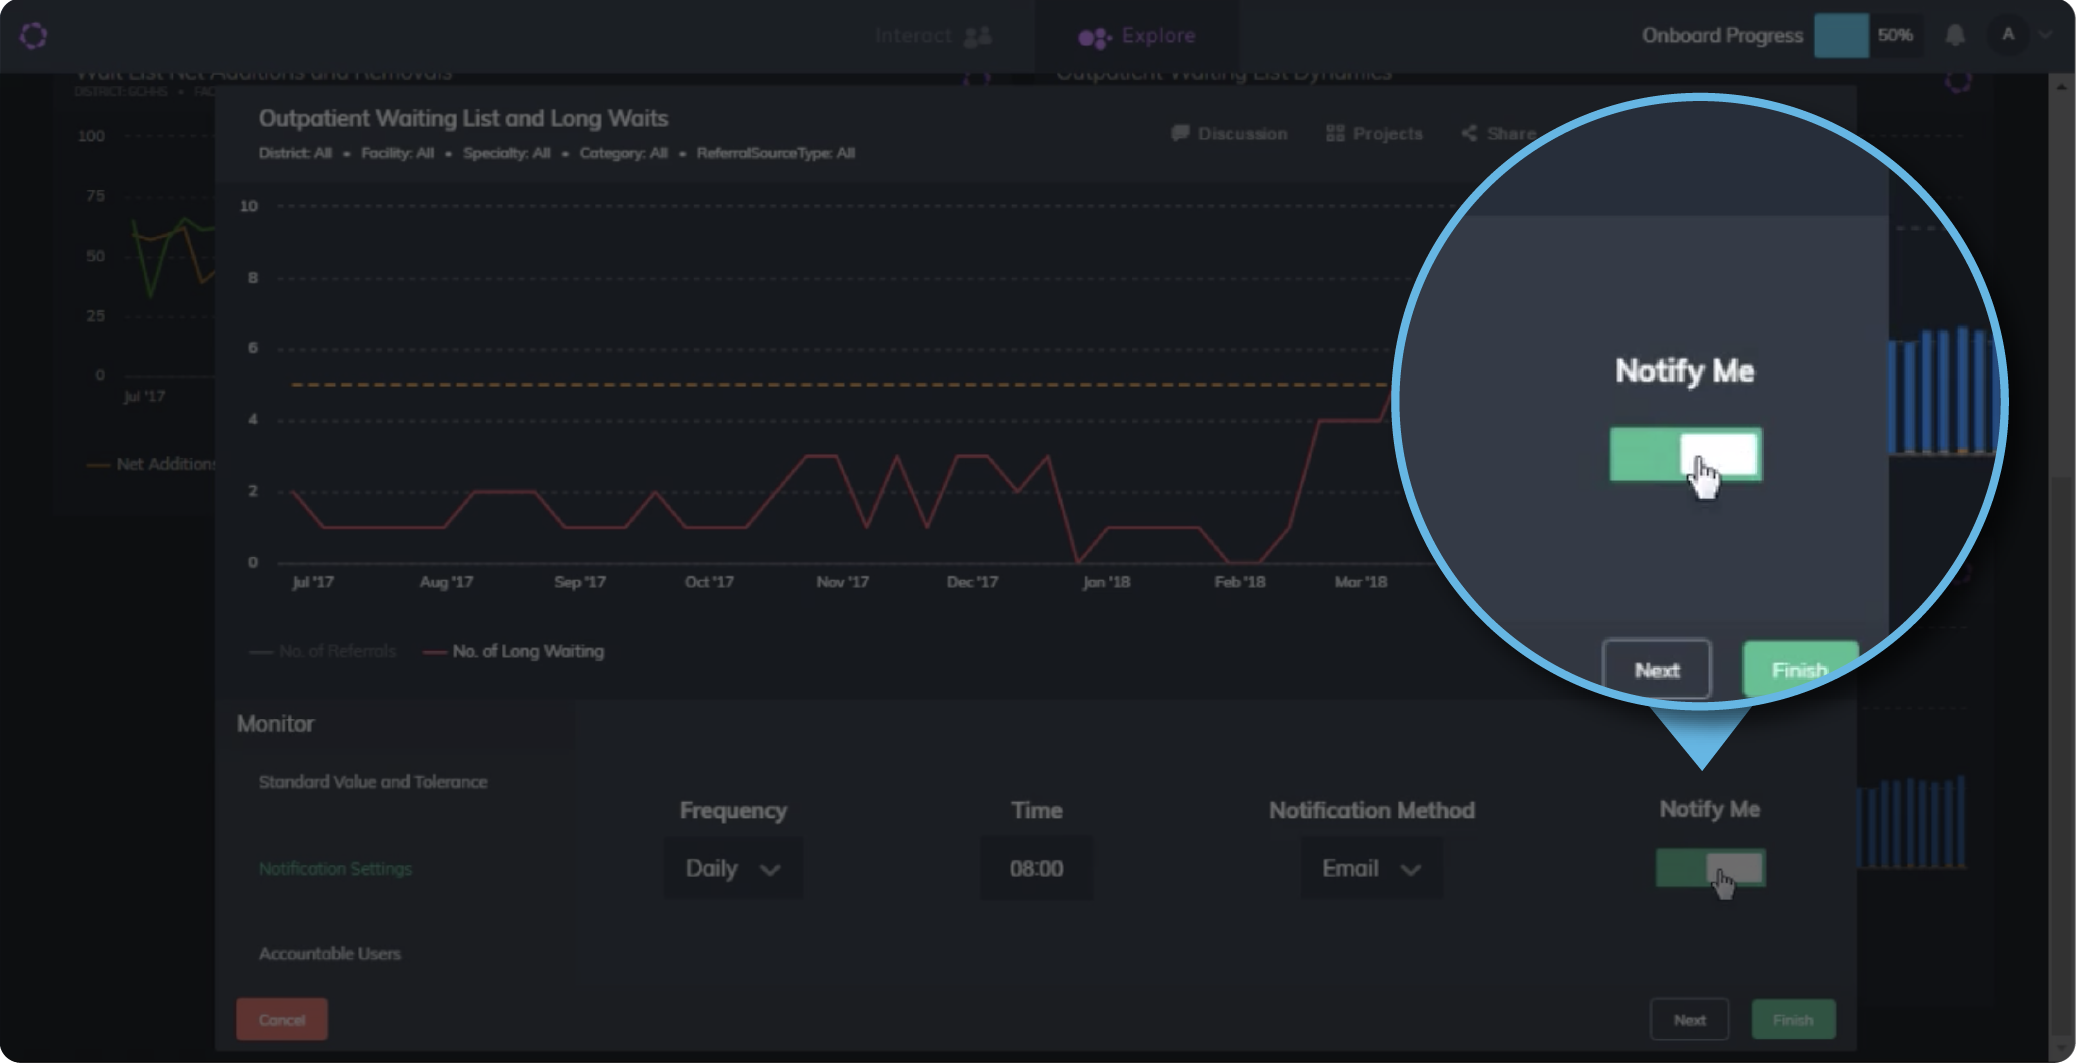 Interact
Explore
Onboard Progress
50%
A
Wait List Net Additions and Removals
DISTRICT: GCHHS •
Outpatient Waiting List Dynamics
100
75
50
25
0
Jul '17
Net Additions
Outpatient Waiting List and Long Waits
District: All • Facility: All • Specialty: All • Category: All • ReferralSourceType: All
Discussion
Projects
Share
10
8
6
4
2
0
Jul '17
Aug '17
Sep '17
Oct '17
Nov '17
Dec '17
Jan '18
Feb '18
Mar '18
No. of Referrals
No. of Long Waiting
Notify Me
Next
Finish
Monitor
Standard Value and Tolerance
Notification Settings
Accountable Users
Frequency
Daily
Time
08:00
Notification Method
Email
Notify Me
Cancel
Next
Finish